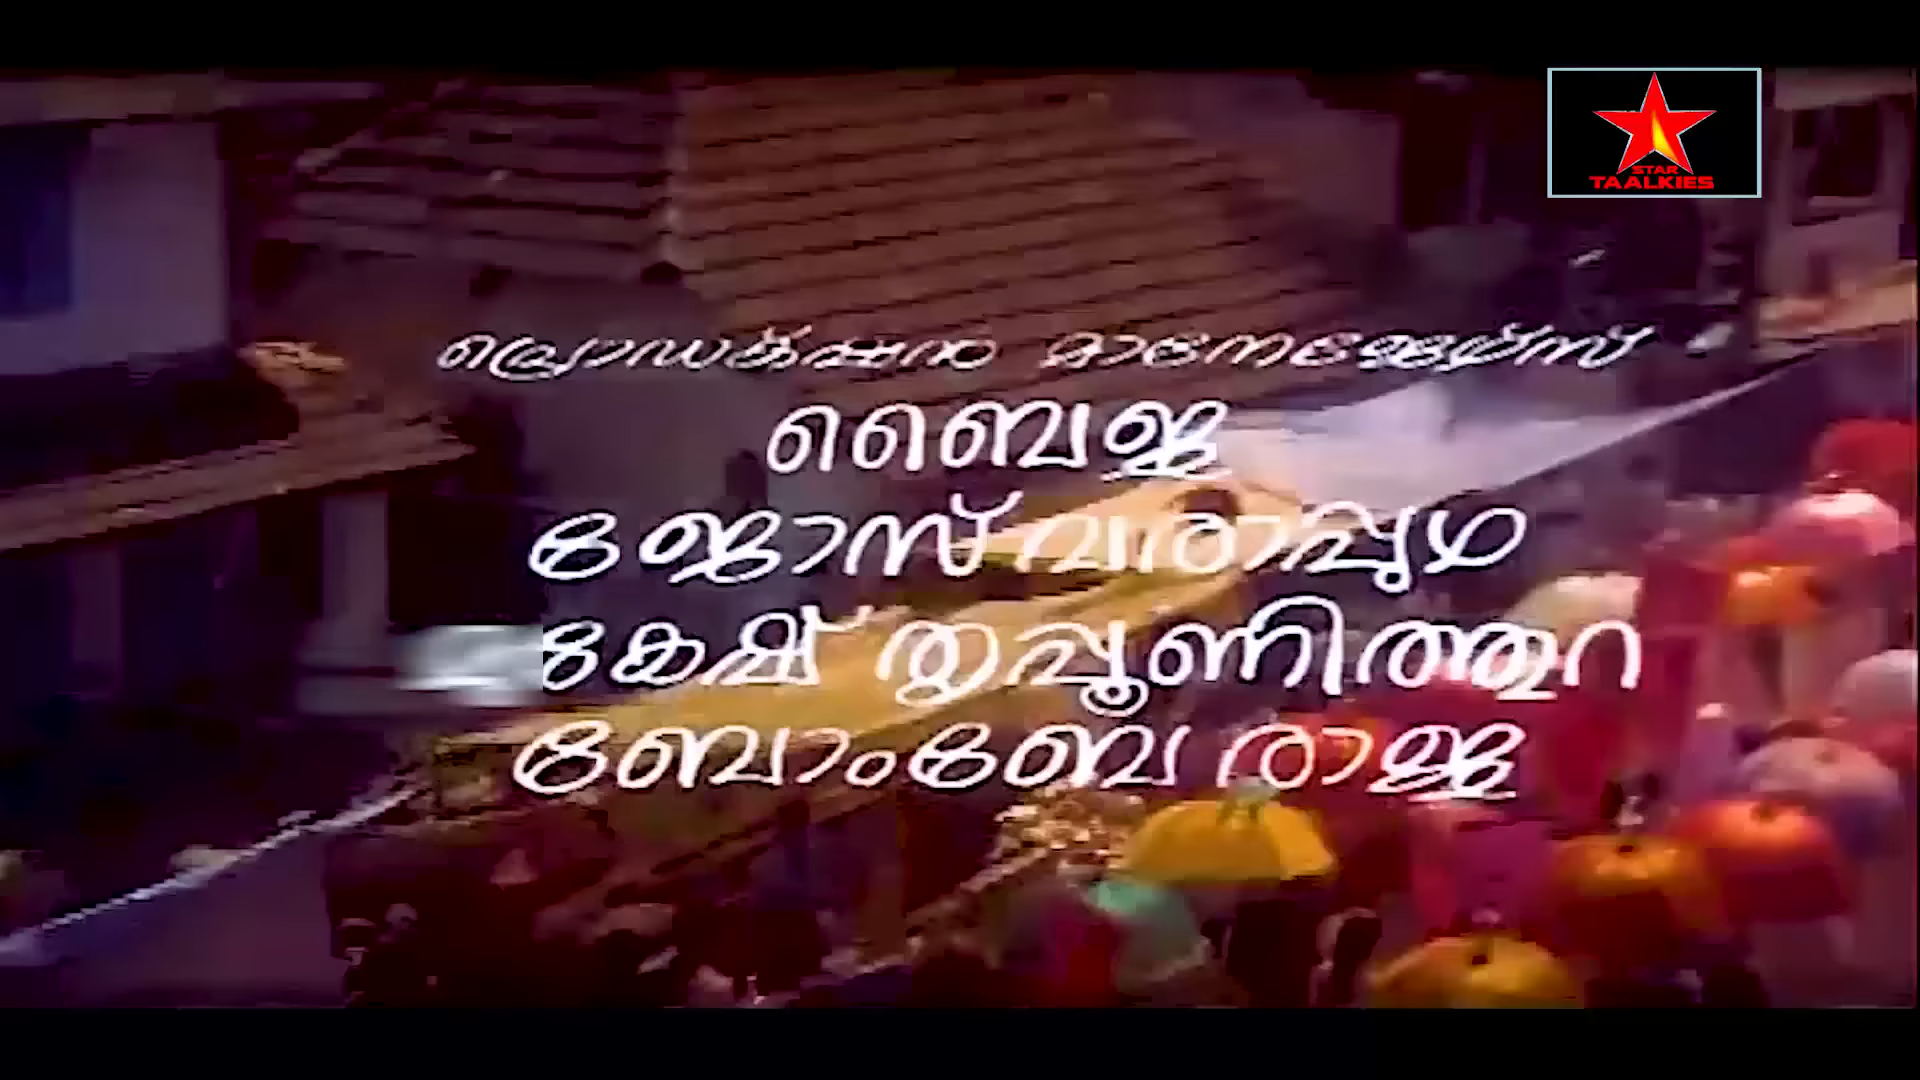 STAR
TAALKIES
പ്രൊഡക്ഷൻ മാനേജേഴ്സ്
ബൈജു
ജോസ് വരാപ്പുഴ
തൃപ്പൂണിത്തുറ
ബോംബേ രാജു